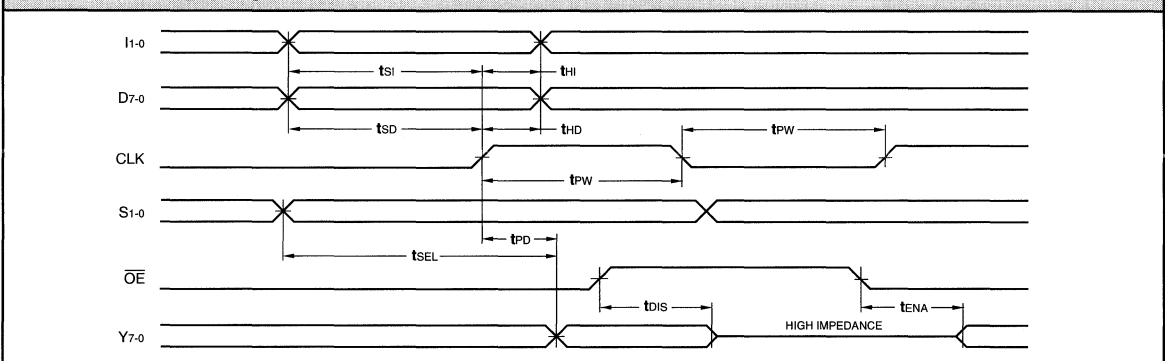 I1-0
tSI tHI
D7-0
tSD tHD tPW
CLK
tPW
S1-0
tPD
tSEL
OE
tDIS tENA
HIGH IMPEDANCE
Y7-0